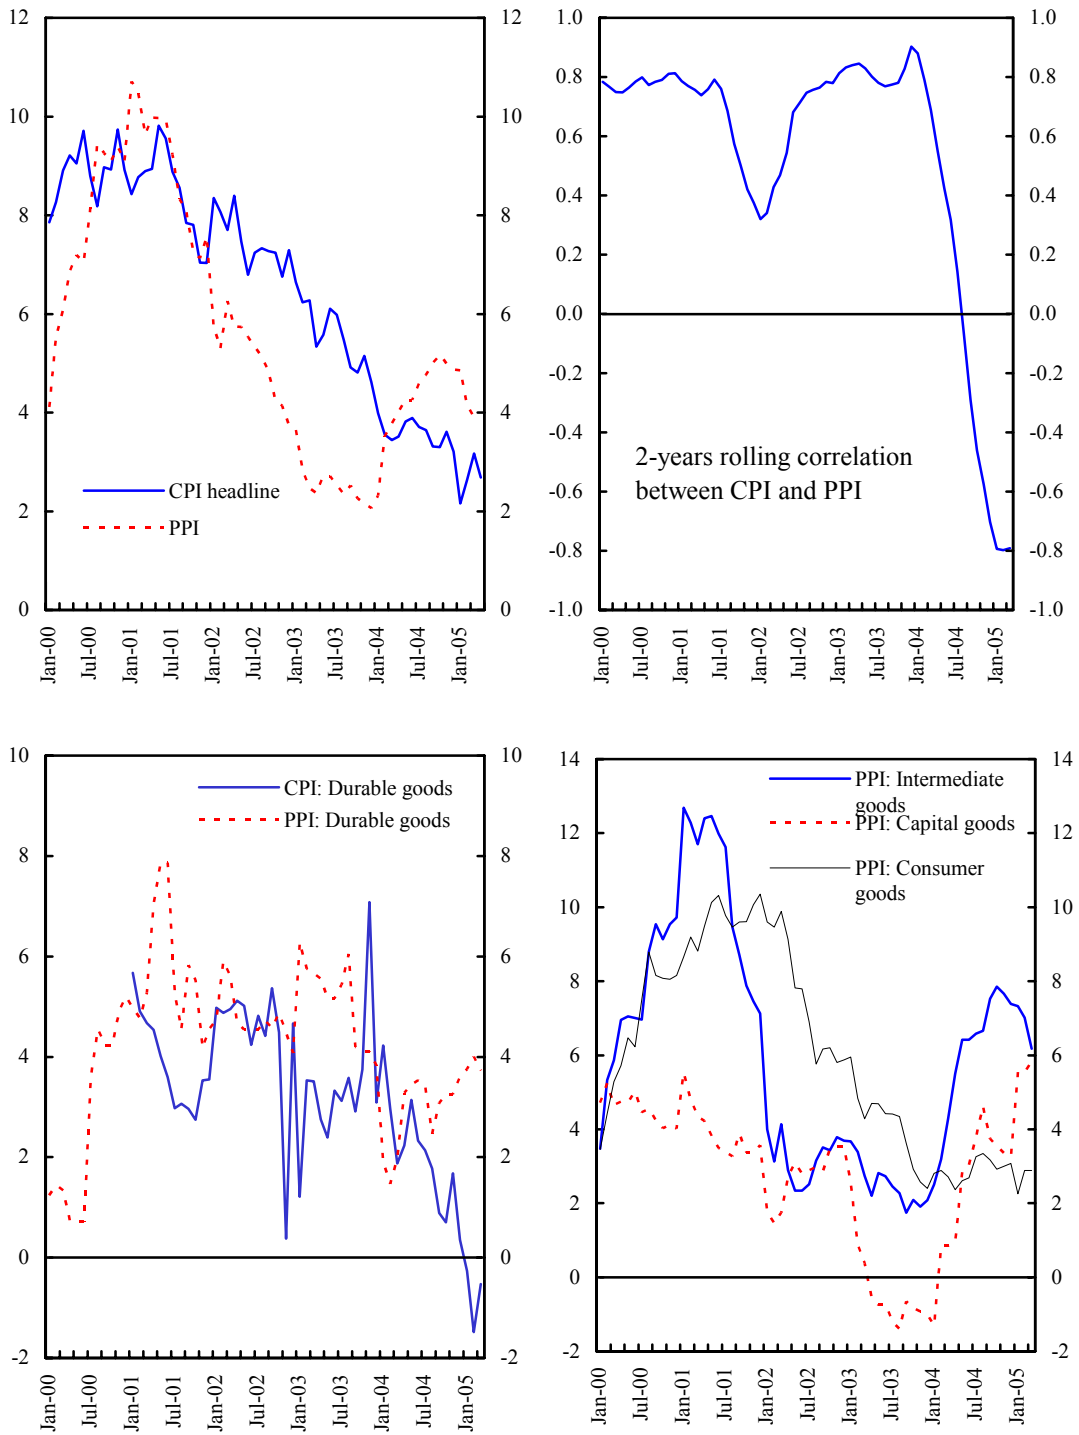 12
10
8
6
4
2
0
12
10
8
6
4
2
0
CPI headline
PPI
Jan-00
Jul-00
Jan-01
Jul-01
Jan-02
Jul-02
Jan-03
Jul-03
Jan-04
Jul-04
Jan-05
1.0
0.8
0.6
0.4
0.2
0.0
-0.2
-0.4
-0.6
-0.8
-1.0
1.0
0.8
0.6
0.4
0.2
0.0
-0.2
-0.4
-0.6
-0.8
-1.0
2-years rolling correlation
between CPI and PPI
Jan-00
Jul-00
Jan-01
Jul-01
Jan-02
Jul-02
Jan-03
Jul-03
Jan-04
Jul-04
Jan-05
10
8
6
4
2
0
-2
10
8
6
4
2
0
-2
CPI: Durable goods
PPI: Durable goods
Jan-00
Jul-00
Jan-01
Jul-01
Jan-02
Jul-02
Jan-03
Jul-03
Jan-04
Jul-04
Jan-05
14
12
10
8
6
4
2
0
-2
14
12
10
8
6
4
2
0
-2
PPI: Intermediate
goods
PPI: Capital goods
PPI: Consumer
goods
Jan-00
Jul-00
Jan-01
Jul-01
Jan-02
Jul-02
Jan-03
Jul-03
Jan-04
Jul-04
Jan-05